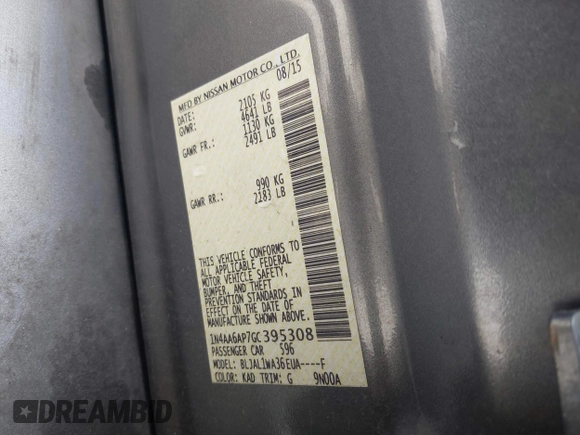 MFD BY NISSAN MOTOR CO., LTD.
DATE: 08/15
GVWR: 2105 KG
4641 LB
GAWR FR.: 1130 KG
2491 LB
GAWR RR.: 990 KG
2183 LB
THIS VEHICLE CONFORMS TO
ALL APPLICABLE FEDERAL
MOTOR VEHICLE SAFETY,
BUMPER, AND THEFT
PREVENTION STANDARDS IN
EFFECT ON THE DATE OF
MANUFACTURE SHOWN ABOVE.
1N4AA6AP7GC395308
PASSENGER CAR S96
MODEL: BLJAL1WA36EUA----F
COLOR: KAD TRIM: G 9N00A
DREAMBID
DREAMBID